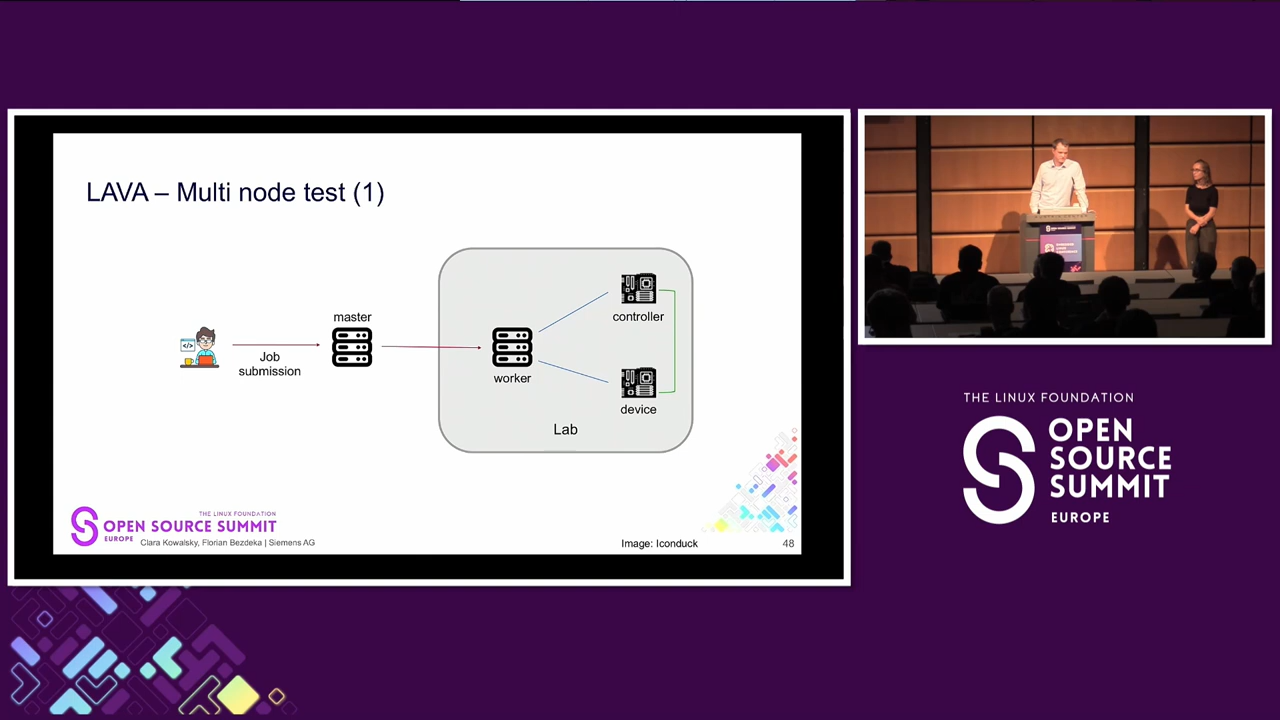 LAVA – Multi node test (1)
master
controller
Job
submission
worker
device
Lab
THE LINUX FOUNDATION
OPEN SOURCE SUMMIT
EUROPE
Clara Kowalsky, Florian Bezdeka | Siemens AG
Image: Iconduck
48
THE LINUX FOUNDATION
OPEN
SOURCE
SUMMIT
EUROPE